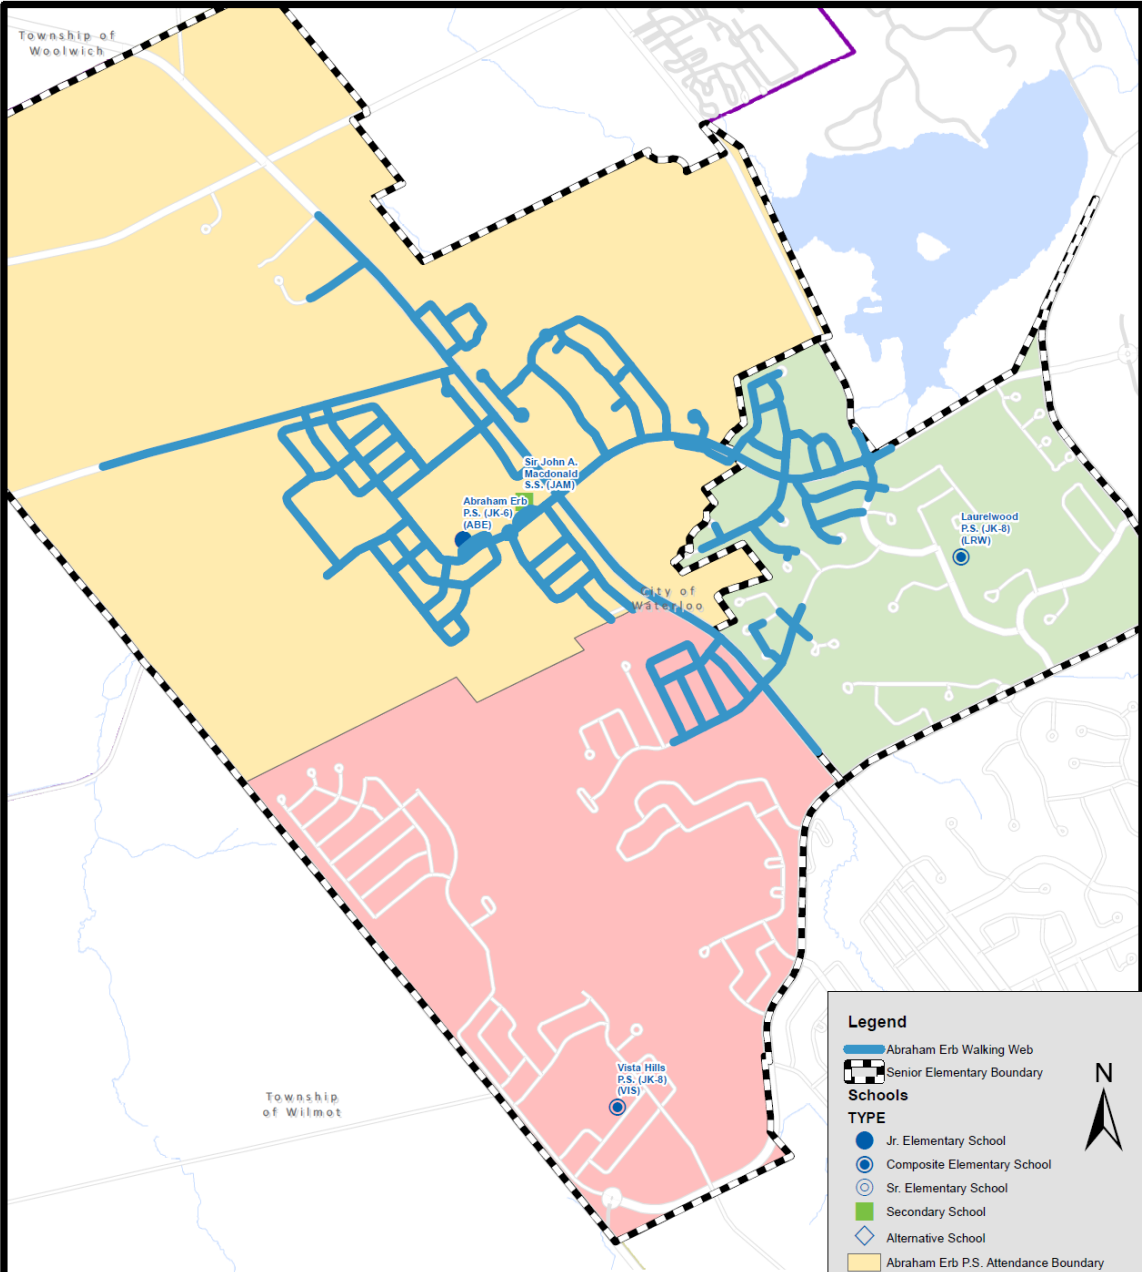 Township of
Woolwich
Sir John A.
Macdonald
S.S. (JAM)
Abraham Erb
P.S. (JK-6)
(ABE)
Laurelwood
P.S. (JK-8)
(LRW)
City of
Waterloo
Vista Hills
P.S. (JK-8)
(VIS)
Township
of Wilmot
Legend
Abraham Erb Walking Web
Senior Elementary Boundary
Schools
TYPE
Jr. Elementary School
Composite Elementary School
Sr. Elementary School
Secondary School
Alternative School
Abraham Erb P.S. Attendance Boundary
N